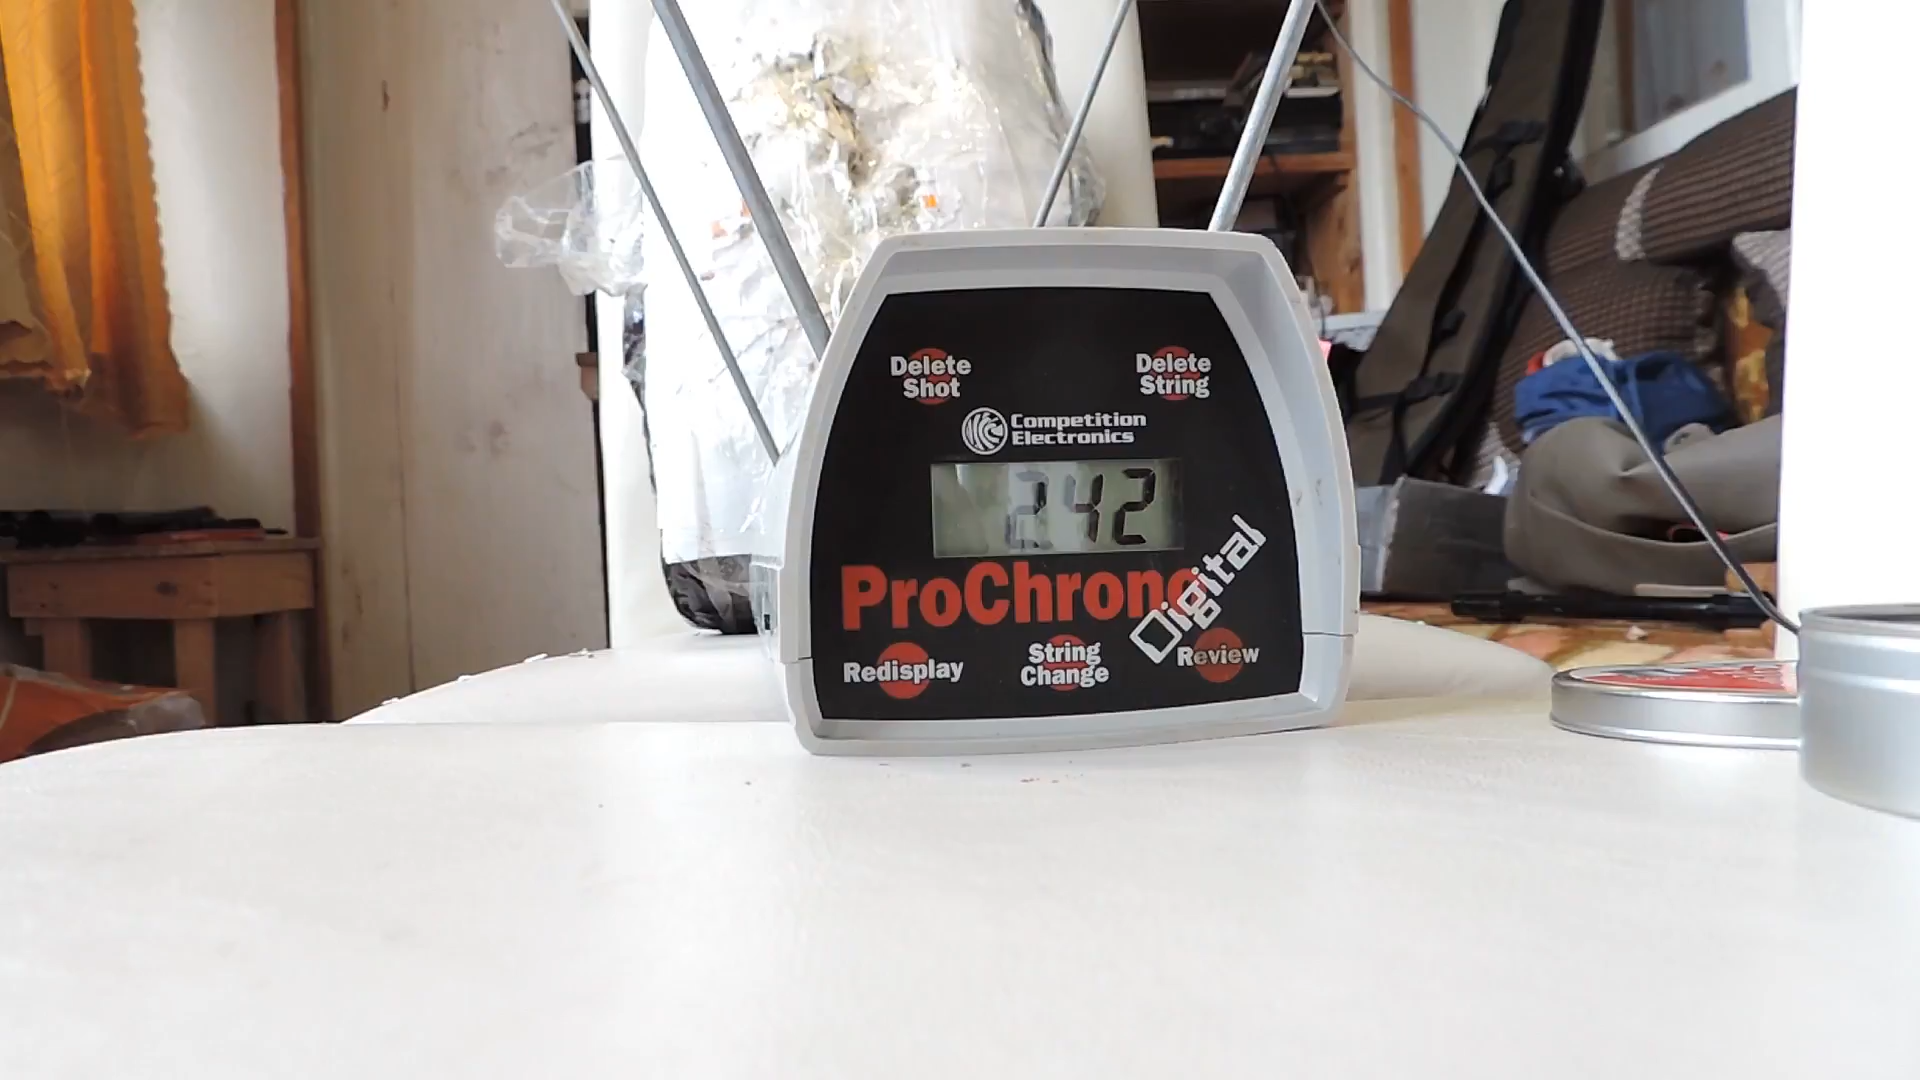 Delete
Shot
Delete
String
Competition
Electronics
242
ProChrono
Digital
Redisplay
String
Change
Review